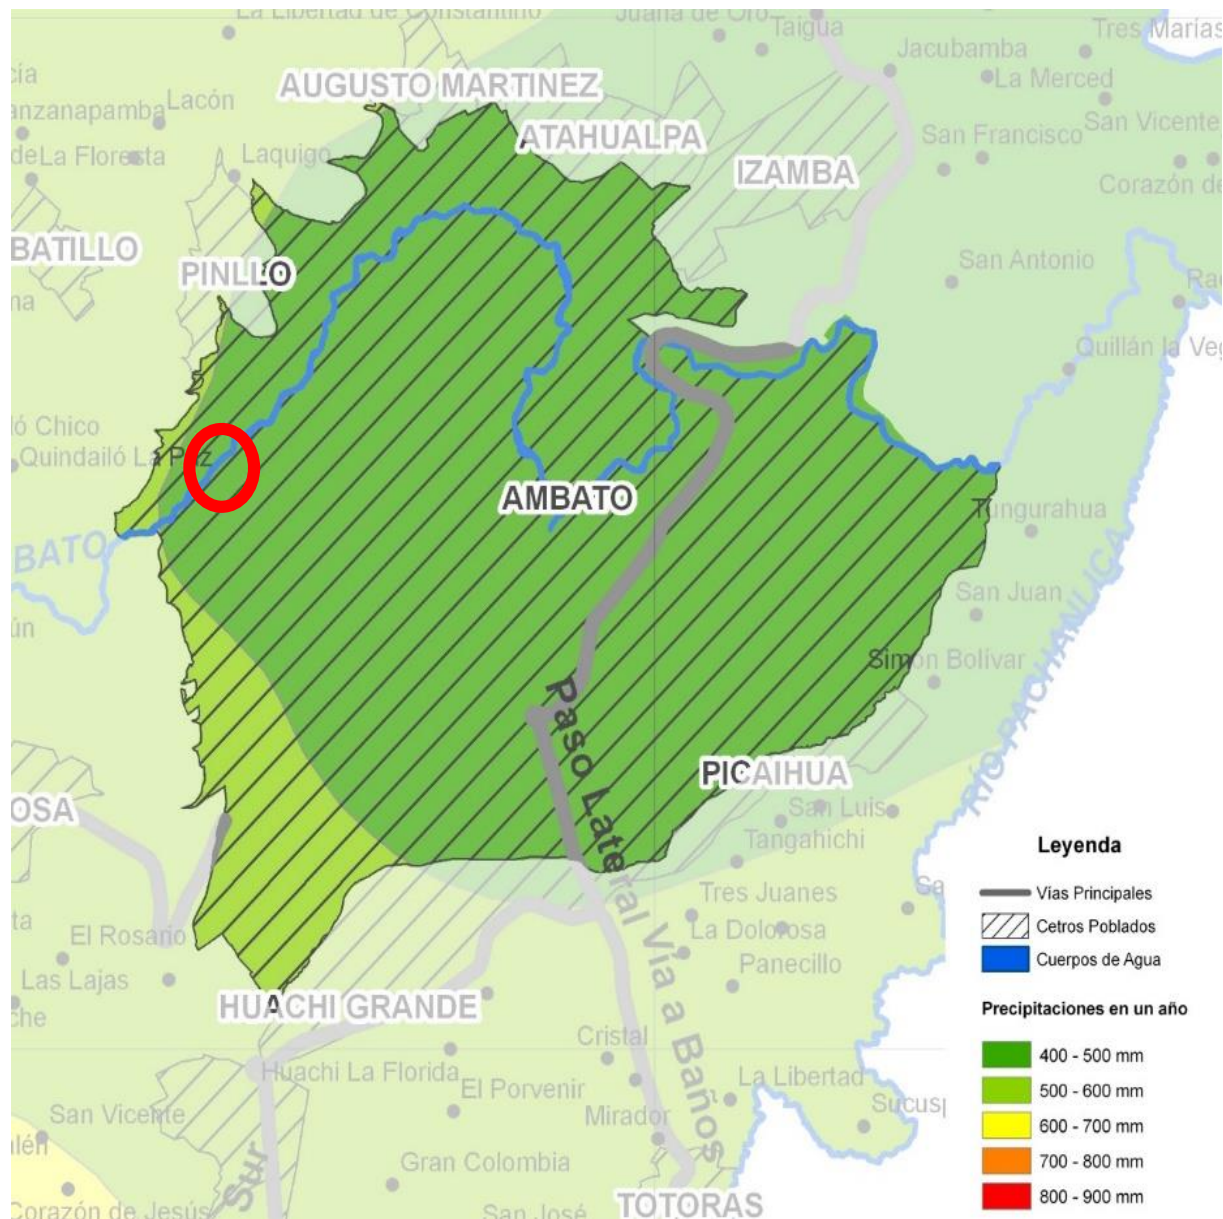 La Libertad de Constantino
Juana de Oro
Taigua
Tres Marías
Jacubamba
La Merced
AUGUSTO MARTINEZ
Lacón
ATAHUALPA
San Francisco
San Vicente
La Floresta
Laquigo
IZAMBA
Corazón de
BATILLO
PINLLO
San Antonio
Quillán la Veg
ló Chico
Quindailó La Paz
AMBATO
Tungurahua
BATO
San Juan
Simon Bolívar
RÍO PACHANLICA
Paso Lateral Vía a Baños
PICAIHUA
OSA
San Luis
Tangahichi
Tres Juanes
La Dolorosa
Panecillo
El Rosario
Las Lajas
HUACHI GRANDE
Cristal
Huachi La Florida
El Porvenir
La Libertad
Mirador
San Vicente
Sur
Gran Colombia
Corazón de Jesús
San José
TOTORAS
Leyenda
Vías Principales
Cetros Poblados
Cuerpos de Agua
Precipitaciones en un año
400 - 500 mm
500 - 600 mm
600 - 700 mm
700 - 800 mm
800 - 900 mm